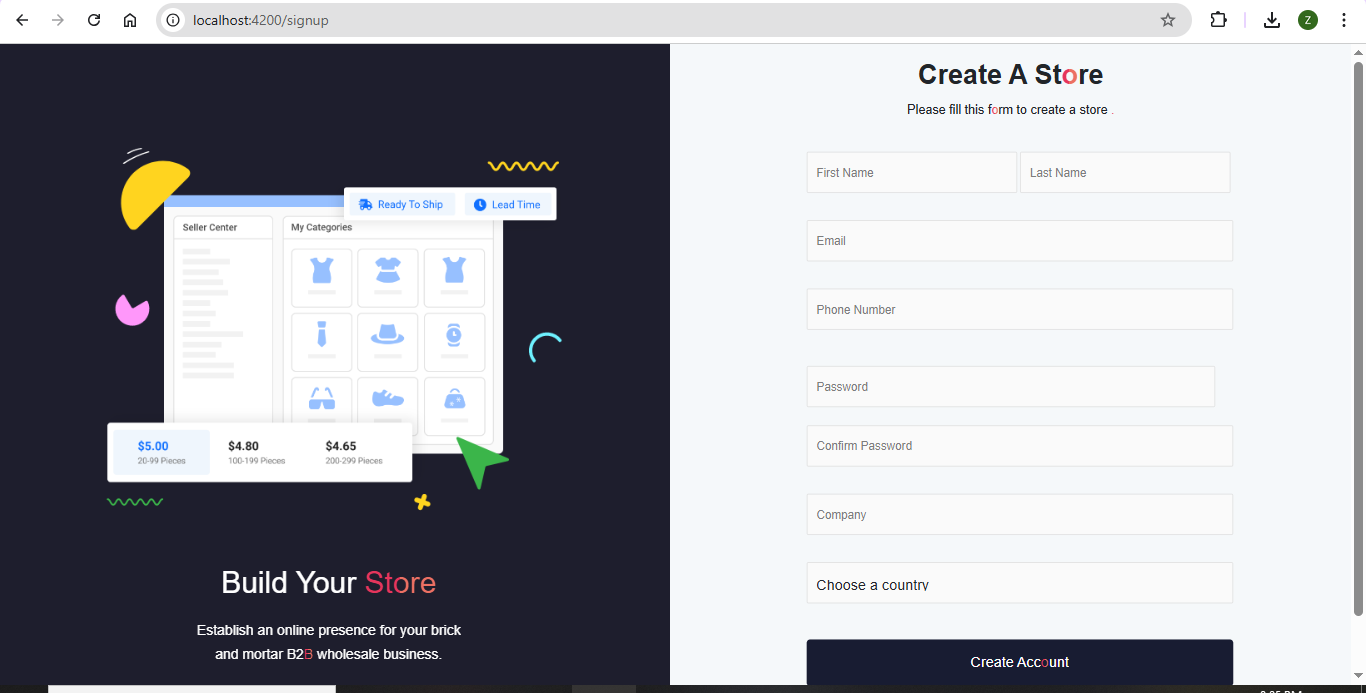 localhost:4200/signup
Z
Create A Store
Please fill this form to create a store .
First Name
Last Name
Email
Phone Number
Password
Confirm Password
Company
Choose a country
Create Account
Ready To Ship
Lead Time
Seller Center
My Categories
$5.00
20-99 Pieces
$4.80
100-199 Pieces
$4.65
200-299 Pieces
Build Your Store
Establish an online presence for your brick
and mortar B2B wholesale business.